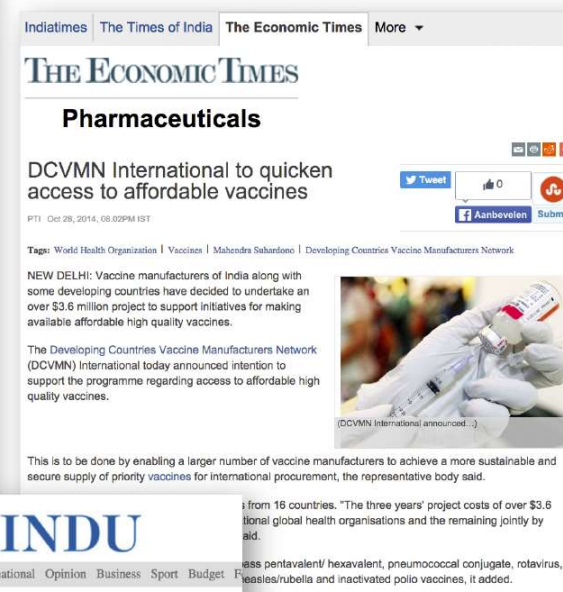 Indiatimes The Times of India The Economic Times More
THE ECONOMIC TIMES
Pharmaceuticals
DCVMN International to quicken
access to affordable vaccines
PTI Oct 28, 2014, 08.02PM IST
Tweet
0
Aanbevelen Subm
Tags: World Health Organization | Vaccines | Mahendra Suhardono | Developing Countries Vaccine Manufacturers Network
NEW DELHI: Vaccine manufacturers of India along with
some developing countries have decided to undertake an
over $3.6 million project to support initiatives for making
available affordable high quality vaccines.
The Developing Countries Vaccine Manufacturers Network
(DCVMN) International today announced intention to
support the programme regarding access to affordable high
quality vaccines.
(DCVMN International announced...)
This is to be done by enabling a larger number of vaccine manufacturers to achieve a more sustainable and
secure supply of priority vaccines for international procurement, the representative body said.
s from 16 countries. "The three years' project costs of over $3.6
tional global health organisations and the remaining jointly by
aid.
pass pentavalent/ hexavalent, pneumococcal conjugate, rotavirus,
measles/rubella and inactivated polio vaccines, it added.
INDU
national Opinion Business Sport Budget F